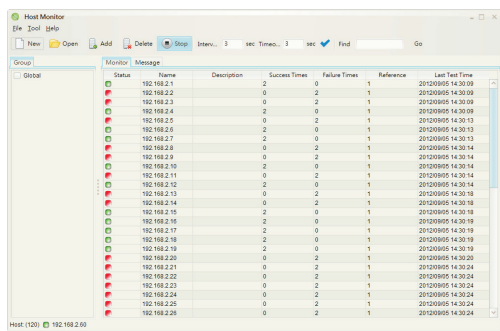 Host Monitor
File Tool Help
New Open Add Delete Stop Interv... 3 sec Timeo... 3 sec Find Go
Group Monitor Message
Global
Status Name Description Success Times Failure Times Reference Last Test Time
192.168.2.1 2 0 1 2012/09/05 14:30:09
192.168.2.2 0 2 1 2012/09/05 14:30:09
192.168.2.3 0 2 1 2012/09/05 14:30:09
192.168.2.4 2 0 1 2012/09/05 14:30:09
192.168.2.5 0 2 1 2012/09/05 14:30:13
192.168.2.6 2 0 1 2012/09/05 14:30:13
192.168.2.7 2 0 1 2012/09/05 14:30:13
192.168.2.8 0 2 1 2012/09/05 14:30:14
192.168.2.9 0 2 1 2012/09/05 14:30:14
192.168.2.10 2 0 1 2012/09/05 14:30:14
192.168.2.11 0 2 1 2012/09/05 14:30:14
192.168.2.12 2 0 1 2012/09/05 14:30:14
192.168.2.13 0 2 1 2012/09/05 14:30:18
192.168.2.14 0 2 1 2012/09/05 14:30:18
192.168.2.15 2 0 1 2012/09/05 14:30:18
192.168.2.16 2 0 1 2012/09/05 14:30:19
192.168.2.17 2 0 1 2012/09/05 14:30:19
192.168.2.18 2 0 1 2012/09/05 14:30:19
192.168.2.19 2 0 1 2012/09/05 14:30:19
192.168.2.20 0 2 1 2012/09/05 14:30:20
192.168.2.21 0 2 1 2012/09/05 14:30:24
192.168.2.22 0 2 1 2012/09/05 14:30:24
192.168.2.23 0 2 1 2012/09/05 14:30:24
192.168.2.24 0 2 1 2012/09/05 14:30:24
192.168.2.25 0 2 1 2012/09/05 14:30:24
192.168.2.26 0 2 1 2012/09/05 14:30:24
Host: (120) 192.168.2.60